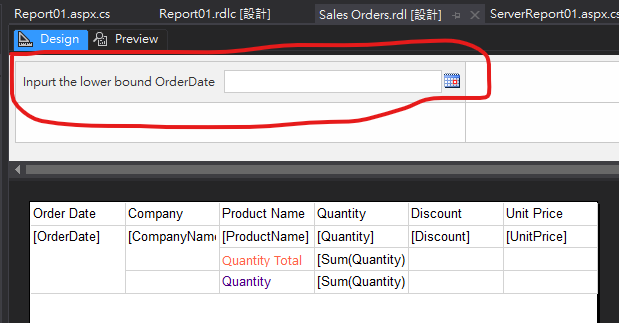 Report01.aspx.cs Report01.rdlc [設計] Sales Orders.rdl [設計] ServerReport01.aspx.cs
Design Preview
Inpurt the lower bound OrderDate
Order Date Company Product Name Quantity Discount Unit Price
[OrderDate] [CompanyName [ProductName] [Quantity] [Discount] [UnitPrice]
Quantity Total [Sum(Quantity)
Quantity [Sum(Quantity)